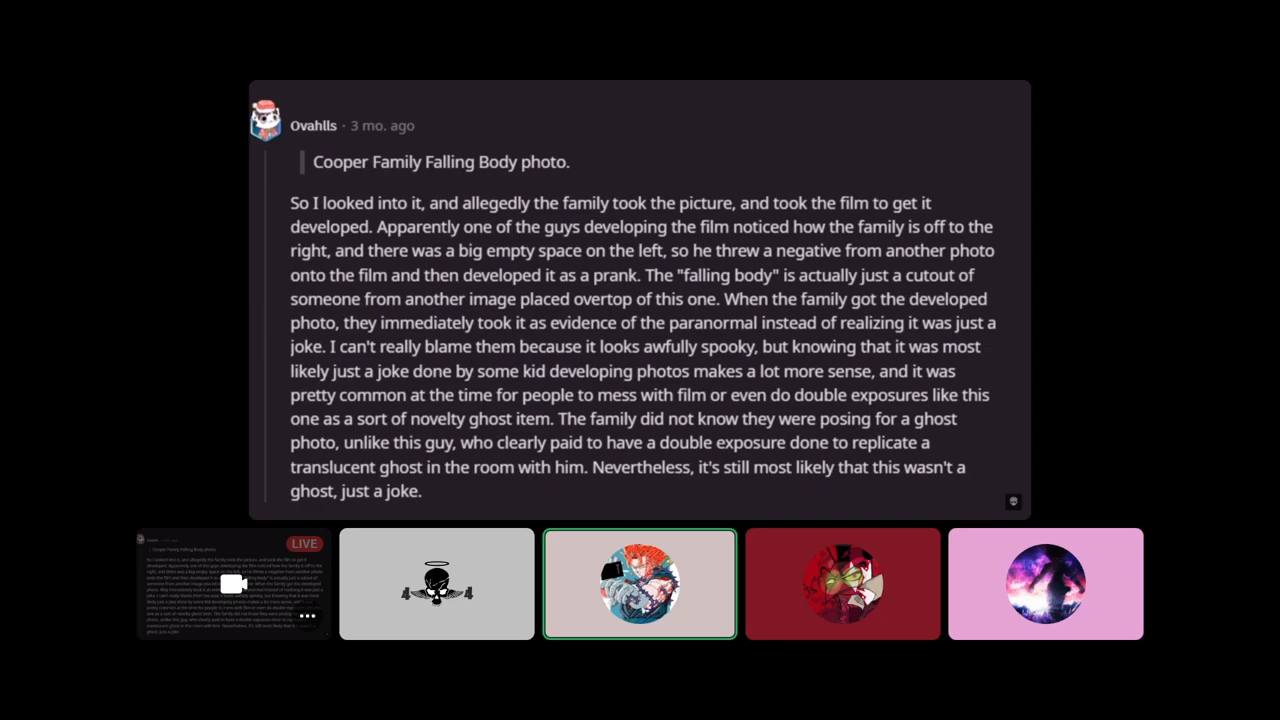 Ovahlls · 3 mo. ago
Cooper Family Falling Body photo.
So I looked into it, and allegedly the family took the picture, and took the film to get it
developed. Apparently one of the guys developing the film noticed how the family is off to the
right, and there was a big empty space on the left, so he threw a negative from another photo
onto the film and then developed it as a prank. The "falling body" is actually just a cutout of
someone from another image placed overtop of this one. When the family got the developed
photo, they immediately took it as evidence of the paranormal instead of realizing it was just a
joke. I can't really blame them because it looks awfully spooky, but knowing that it was most
likely just a joke done by some kid developing photos makes a lot more sense, and it was
pretty common at the time for people to mess with film or even do double exposures like this
one as a sort of novelty ghost item. The family did not know they were posing for a ghost
photo, unlike this guy, who clearly paid to have a double exposure done to replicate a
translucent ghost in the room with him. Nevertheless, it's still most likely that this wasn't a
ghost, just a joke.
LIVE
4 4